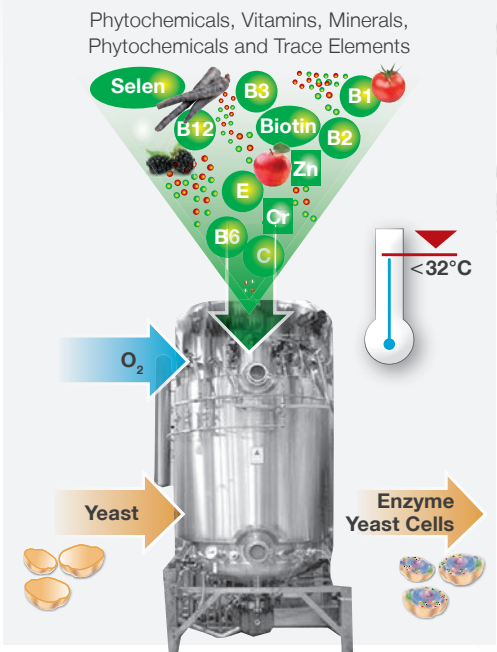 Phytochemicals, Vitamins, Minerals,
Phytochemicals and Trace Elements
Selen
B3
B1
B12
Biotin
B2
Zn
E
Cr
B6
C
<32°C
O2
Yeast
Enzyme
Yeast Cells